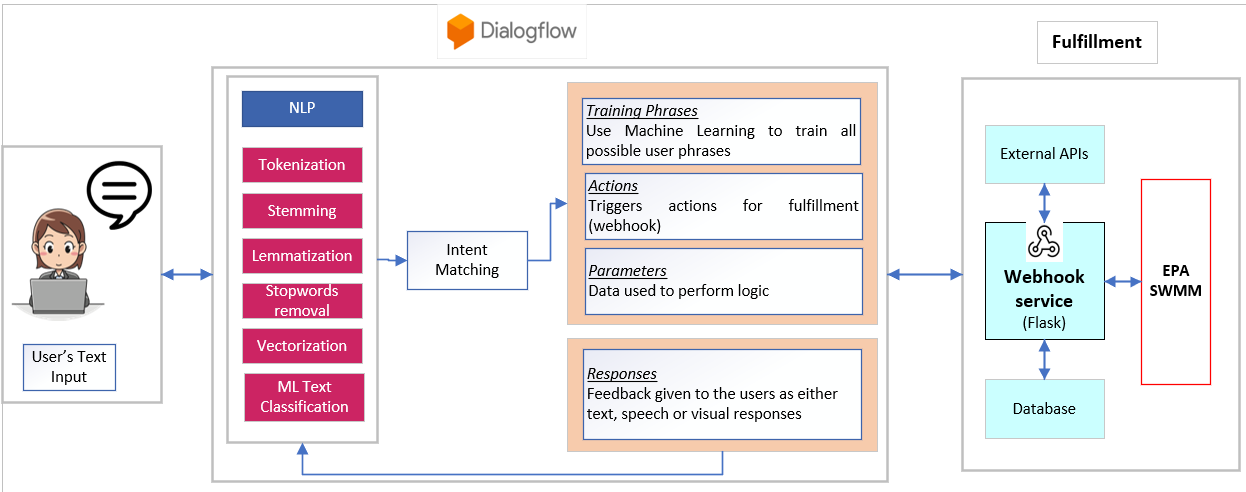 Dialogflow
Fulfillment
User's Text
Input
NLP
Tokenization
Stemming
Lemmatization
Stopwords
removal
Vectorization
ML Text
Classification
Intent
Matching
Training Phrases
Use Machine Learning to train all
possible user phrases
Actions
Triggers actions for fulfillment
(webhook)
Parameters
Data used to perform logic
Responses
Feedback given to the users as either
text, speech or visual responses
External APIs
Webhook
service
(Flask)
Database
EPA
SWMM